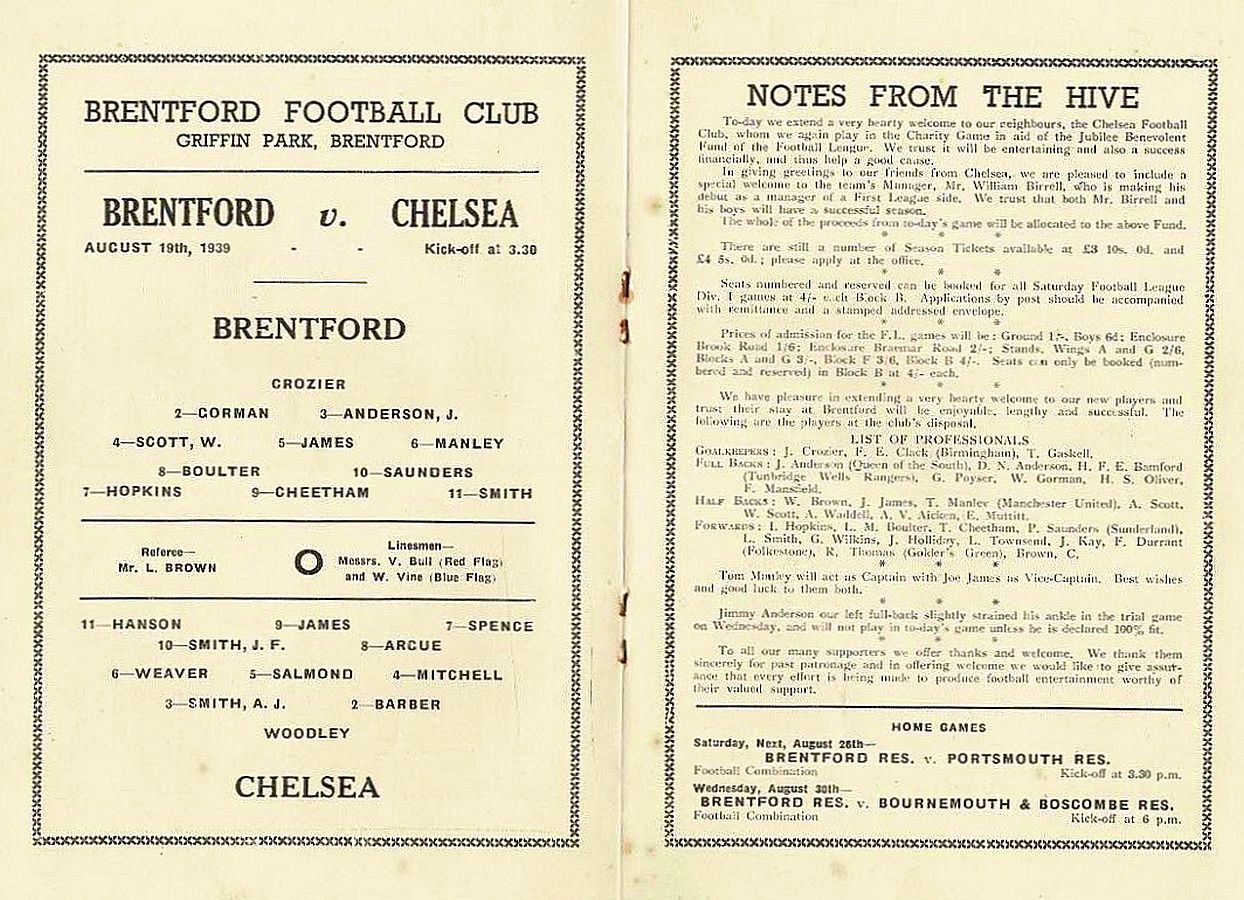 BRENTFORD FOOTBALL CLUB
GRIFFIN PARK, BRENTFORD
BRENTFORD v. CHELSEA
AUGUST 19th, 1939 - - Kick-off at 3.30
BRENTFORD
CROZIER
2—GORMAN 3—ANDERSON, J.
4—SCOTT, W. 5—JAMES 6—MANLEY
8—BOULTER 10—SAUNDERS
7—HOPKINS 9—CHEETHAM 11—SMITH
Referee—
Mr. L. BROWN
O
Linesmen—
Messrs. V. Bull (Red Flag)
and W. Vine (Blue Flag)
11—HANSON 9—JAMES 7—SPENCE
10—SMITH, J. F. 8—ARGUE
6—WEAVER 5—SALMOND 4—MITCHELL
3—SMITH, A. J. 2—BARBER
WOODLEY
CHELSEA
NOTES FROM THE HIVE
To-day we extend a very hearty welcome to our neighbours, the Chelsea Football
Club, whom we again play in the Charity Game in aid of the Jubilee Benevolent
Fund of the Football League. We trust it will be entertaining and also a success
financially, and thus help a good cause.
In giving greetings to our friends from Chelsea, we are pleased to include a
special welcome to the team's Manager, Mr. William Birrell, who is making his
debut as a manager of a First League side. We trust that both Mr. Birrell and
his boys will have a successful season.
The whole of the proceeds from to-day's game will be allocated to the above Fund.
* * *
There are still a number of Season Tickets available at £3 10s. 0d. and
£4 5s. 0d.; please apply at the office.
* * *
Seats numbered and reserved can be booked for all Saturday Football League
Div. I games at 4/- each Block B. Applications by post should be accompanied
with remittance and a stamped addressed envelope.
* * *
Prices of admission for the F.L. games will be: Ground 1/-, Boys 6d; Enclosure
Brook Road 1/6; Enclosure Braemar Road 2/-; Stands, Wings A and G 2/6,
Blocks A and G 3/-, Block F 3/6, Block B 4/-. Seats can only be booked (num-
bered and reserved) in Block B at 4/- each.
* * *
We have pleasure in extending a very hearty welcome to our new players and
trust their stay at Brentford will be enjoyable, lengthy and successful. The
following are the players at the club's disposal.
LIST OF PROFESSIONALS
GOALKEEPERS: J. Crozier, F. E. Clack (Birmingham), T. Gaskell.
FULL BACKS: J. Anderson (Queen of the South), D. N. Anderson, H. F. E. Bamford
(Tunbridge Wells Rangers), G. Poyser, W. Gorman, H. S. Oliver,
F. Mansfield.
HALF BACKS: W. Brown, J. James, T. Manley (Manchester United), A. Scott,
W. Scott, A. Waddell, A. V. Aicken, E. Muttitt.
FORWARDS: I. Hopkins, L. M. Boulter, T. Cheetham, P. Saunders (Sunderland),
L. Smith, G. Wilkins, J. Holliday, L. Townsend, J. Kay, F. Durrant
(Folkestone), R. Thomas (Golder's Green), Brown, C.
* * *
Tom Manley will act as Captain with Joe James as Vice-Captain. Best wishes
and good luck to them both.
* * *
Jimmy Anderson our left full-back slightly strained his ankle in the trial game
on Wednesday, and will not play in to-day's game unless he is declared 100% fit.
* * *
To all our many supporters we offer thanks and welcome. We thank them
sincerely for past patronage and in offering welcome we would like to give assur-
ance that every effort is being made to produce football entertainment worthy of
their valued support.
HOME GAMES
Saturday, Next, August 26th—
BRENTFORD RES. v. PORTSMOUTH RES.
Football Combination Kick-off at 3.30 p.m.
Wednesday, August 30th—
BRENTFORD RES. v. BOURNEMOUTH & BOSCOMBE RES.
Football Combination Kick-off at 6 p.m.